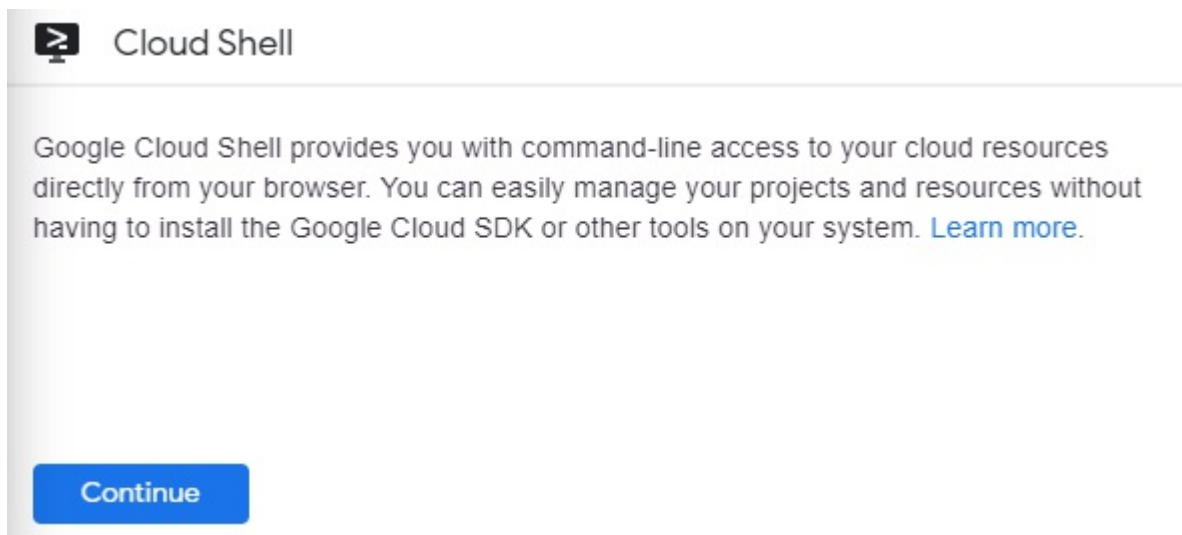 Cloud Shell
Google Cloud Shell provides you with command-line access to your cloud resources
directly from your browser. You can easily manage your projects and resources without
having to install the Google Cloud SDK or other tools on your system. Learn more.
Continue